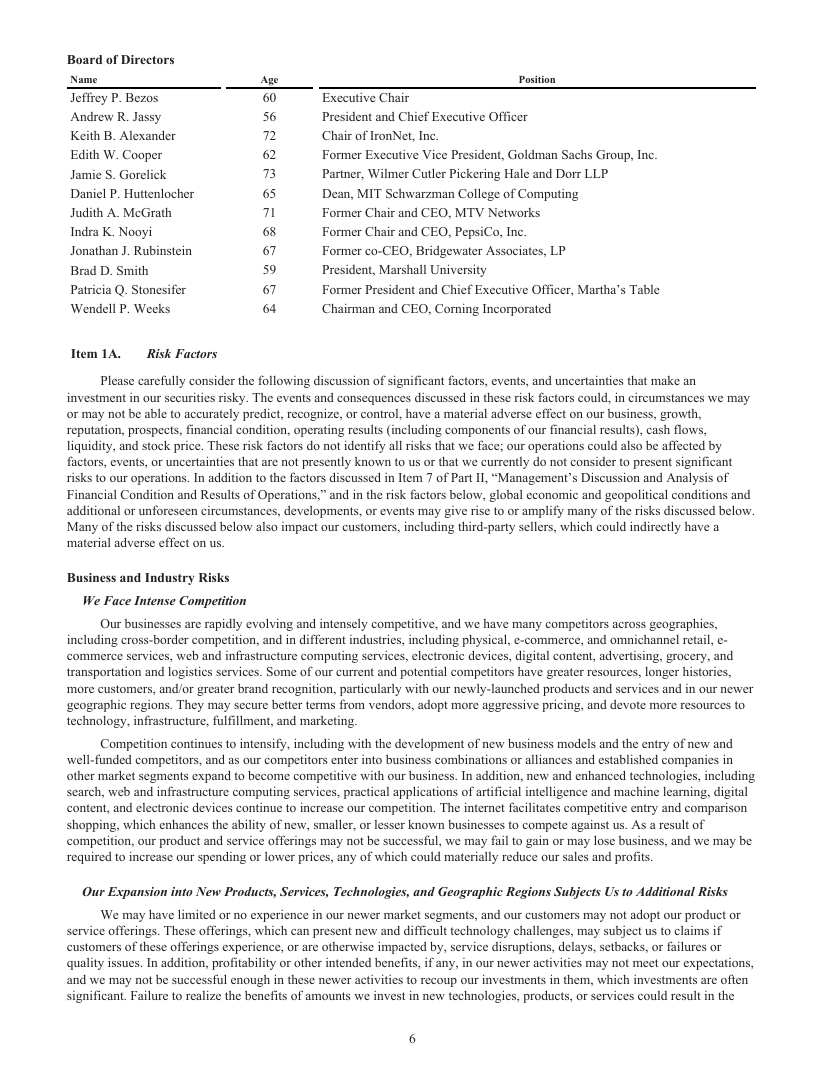 Board of Directors
Name Age Position
Jeffrey P. Bezos 60 Executive Chair
Andrew R. Jassy 56 President and Chief Executive Officer
Keith B. Alexander 72 Chair of IronNet, Inc.
Edith W. Cooper 62 Former Executive Vice President, Goldman Sachs Group, Inc.
Jamie S. Gorelick 73 Partner, Wilmer Cutler Pickering Hale and Dorr LLP
Daniel P. Huttenlocher 65 Dean, MIT Schwarzman College of Computing
Judith A. McGrath 71 Former Chair and CEO, MTV Networks
Indra K. Nooyi 68 Former Chair and CEO, PepsiCo, Inc.
Jonathan J. Rubinstein 67 Former co-CEO, Bridgewater Associates, LP
Brad D. Smith 59 President, Marshall University
Patricia Q. Stonesifer 67 Former President and Chief Executive Officer, Martha’s Table
Wendell P. Weeks 64 Chairman and CEO, Corning Incorporated
Item 1A. Risk Factors
Please carefully consider the following discussion of significant factors, events, and uncertainties that make an
investment in our securities risky. The events and consequences discussed in these risk factors could, in circumstances we may
or may not be able to accurately predict, recognize, or control, have a material adverse effect on our business, growth,
reputation, prospects, financial condition, operating results (including components of our financial results), cash flows,
liquidity, and stock price. These risk factors do not identify all risks that we face; our operations could also be affected by
factors, events, or uncertainties that are not presently known to us or that we currently do not consider to present significant
risks to our operations. In addition to the factors discussed in Item 7 of Part II, “Management’s Discussion and Analysis of
Financial Condition and Results of Operations,” and in the risk factors below, global economic and geopolitical conditions and
additional or unforeseen circumstances, developments, or events may give rise to or amplify many of the risks discussed below.
Many of the risks discussed below also impact our customers, including third-party sellers, which could indirectly have a
material adverse effect on us.
Business and Industry Risks
We Face Intense Competition
Our businesses are rapidly evolving and intensely competitive, and we have many competitors across geographies,
including cross-border competition, and in different industries, including physical, e-commerce, and omnichannel retail, e-
commerce services, web and infrastructure computing services, electronic devices, digital content, advertising, grocery, and
transportation and logistics services. Some of our current and potential competitors have greater resources, longer histories,
more customers, and/or greater brand recognition, particularly with our newly-launched products and services and in our newer
geographic regions. They may secure better terms from vendors, adopt more aggressive pricing, and devote more resources to
technology, infrastructure, fulfillment, and marketing.
Competition continues to intensify, including with the development of new business models and the entry of new and
well-funded competitors, and as our competitors enter into business combinations or alliances and established companies in
other market segments expand to become competitive with our business. In addition, new and enhanced technologies, including
search, web and infrastructure computing services, practical applications of artificial intelligence and machine learning, digital
content, and electronic devices continue to increase our competition. The internet facilitates competitive entry and comparison
shopping, which enhances the ability of new, smaller, or lesser known businesses to compete against us. As a result of
competition, our product and service offerings may not be successful, we may fail to gain or may lose business, and we may be
required to increase our spending or lower prices, any of which could materially reduce our sales and profits.
Our Expansion into New Products, Services, Technologies, and Geographic Regions Subjects Us to Additional Risks
We may have limited or no experience in our newer market segments, and our customers may not adopt our product or
service offerings. These offerings, which can present new and difficult technology challenges, may subject us to claims if
customers of these offerings experience, or are otherwise impacted by, service disruptions, delays, setbacks, or failures or
quality issues. In addition, profitability or other intended benefits, if any, in our newer activities may not meet our expectations,
and we may not be successful enough in these newer activities to recoup our investments in them, which investments are often
significant. Failure to realize the benefits of amounts we invest in new technologies, products, or services could result in the
6